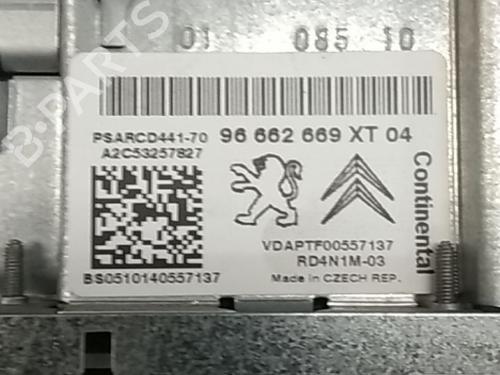 01 085 10
PSARCD441-70 96 662 669 XT 04
A2C53257827
Continental
VDAPTF00557137
RD4N1M-03
BS0510140557137
Made in CZECH REP.
B-PARTS